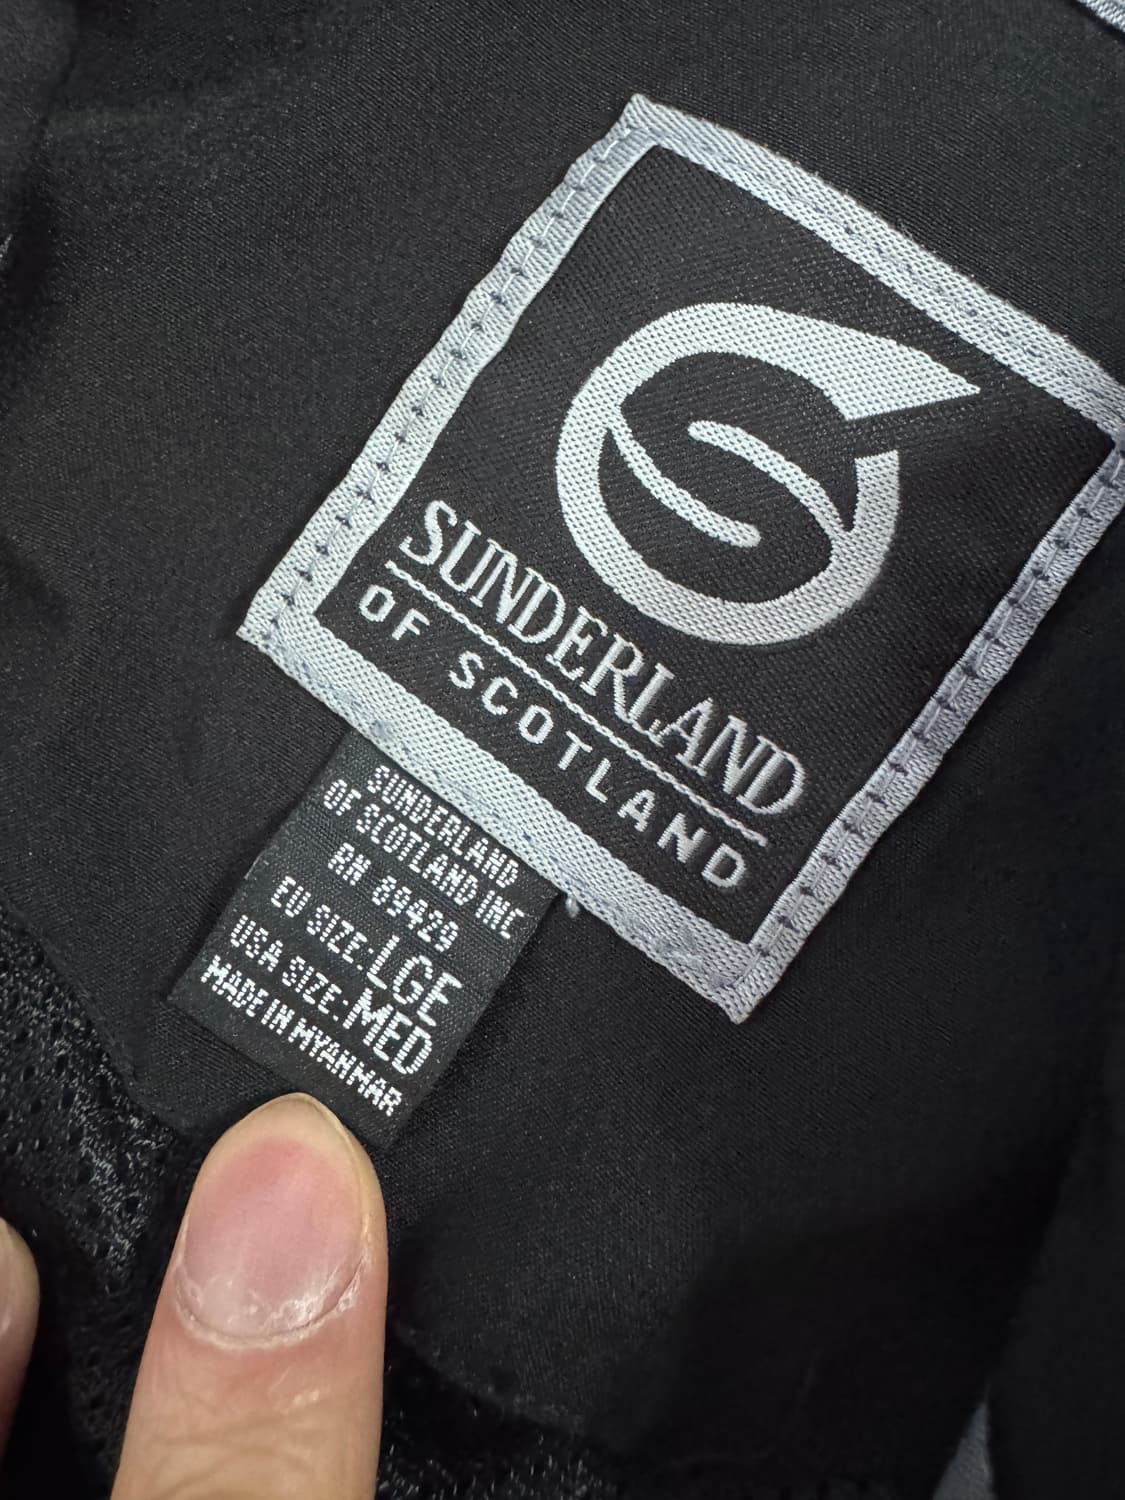 SUNDERLAND
OF SCOTLAND
SUNDERLAND
OF SCOTLAND INC
RN 89429
EU SIZE: LGE
USA SIZE: MED
MADE IN MYANMAR